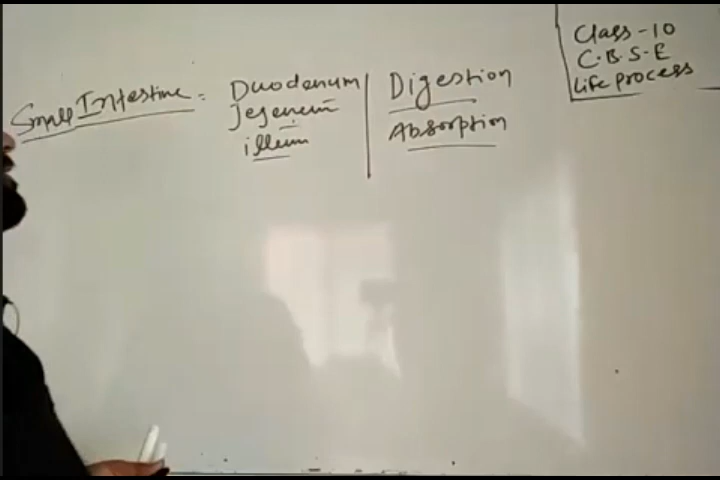 Class-10
C.B.S.E
Life process
Small Intestine:
Duodenum
Jejenum
illeum
Digestion
Absorption